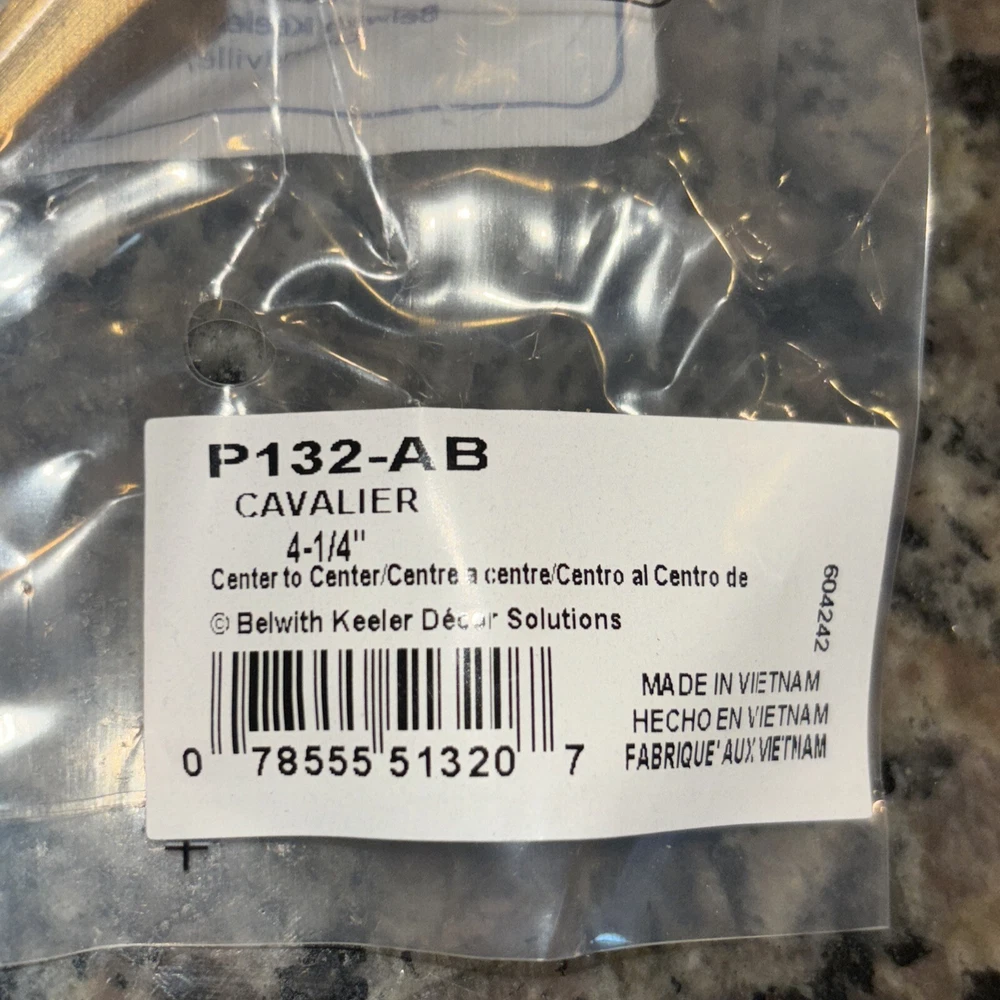 P132-AB
CAVALIER
4-1/4"
Center to Center/Centre a centre/Centro al Centro de
© Belwith Keeler Décor Solutions
604242
MADE IN VIETNAM
HECHO EN VIETNAM
FABRIQUE' AUX VIETNAM
0 78555 51320 7